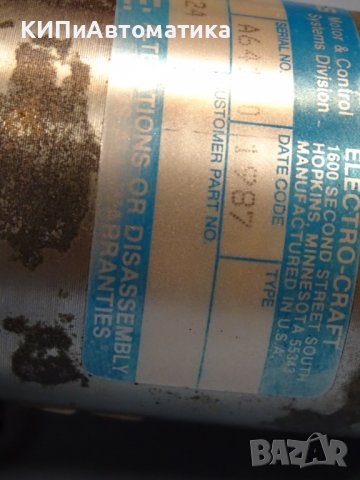 КИПиАвтоматика
Motor & Control
Systems Division
ELECTRO-CRAFT
1600 SECOND STREET SOUTH
HOPKINS, MINNESOTA 55343
MANUFACTURED IN U.S.A.
SERIAL NO.
DATE CODE
1987
TYPE
CUSTOMER PART NO.
OR DISASSEMBLY
WARRANTIES
BAZAR